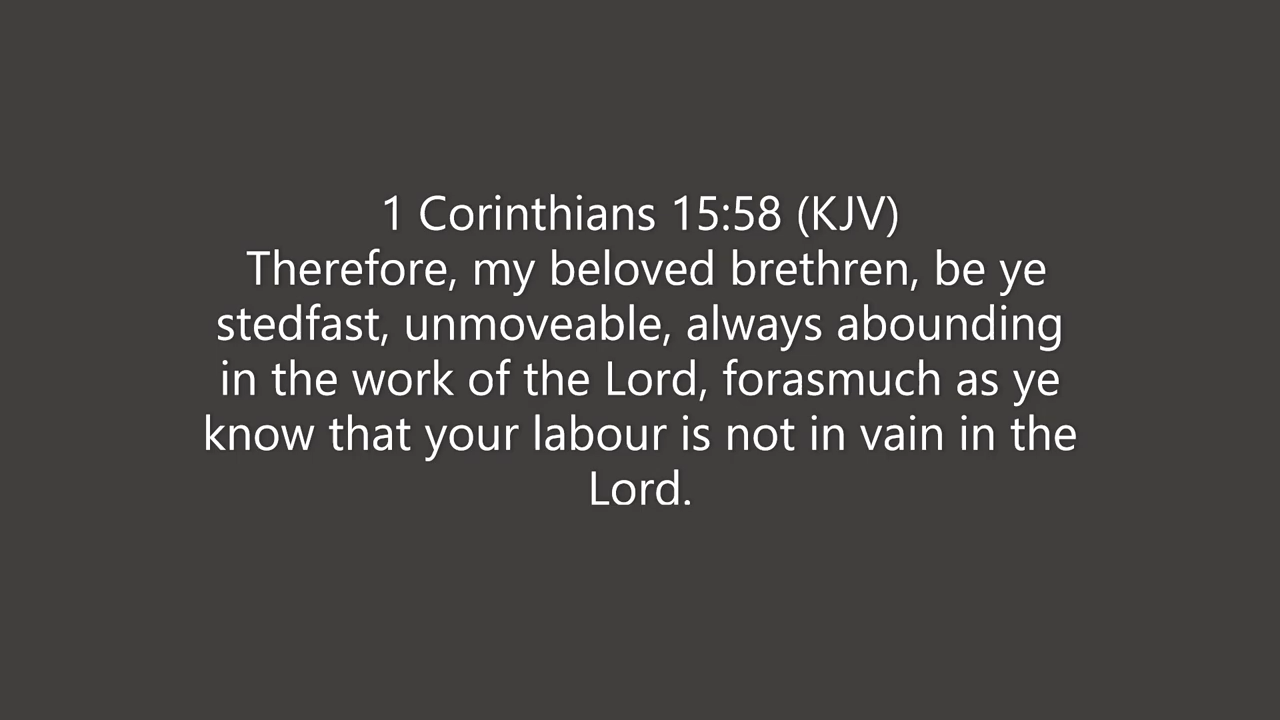 1 Corinthians 15:58 (KJV)
Therefore, my beloved brethren, be ye
stedfast, unmoveable, always abounding
in the work of the Lord, forasmuch as ye
know that your labour is not in vain in the
Lord.